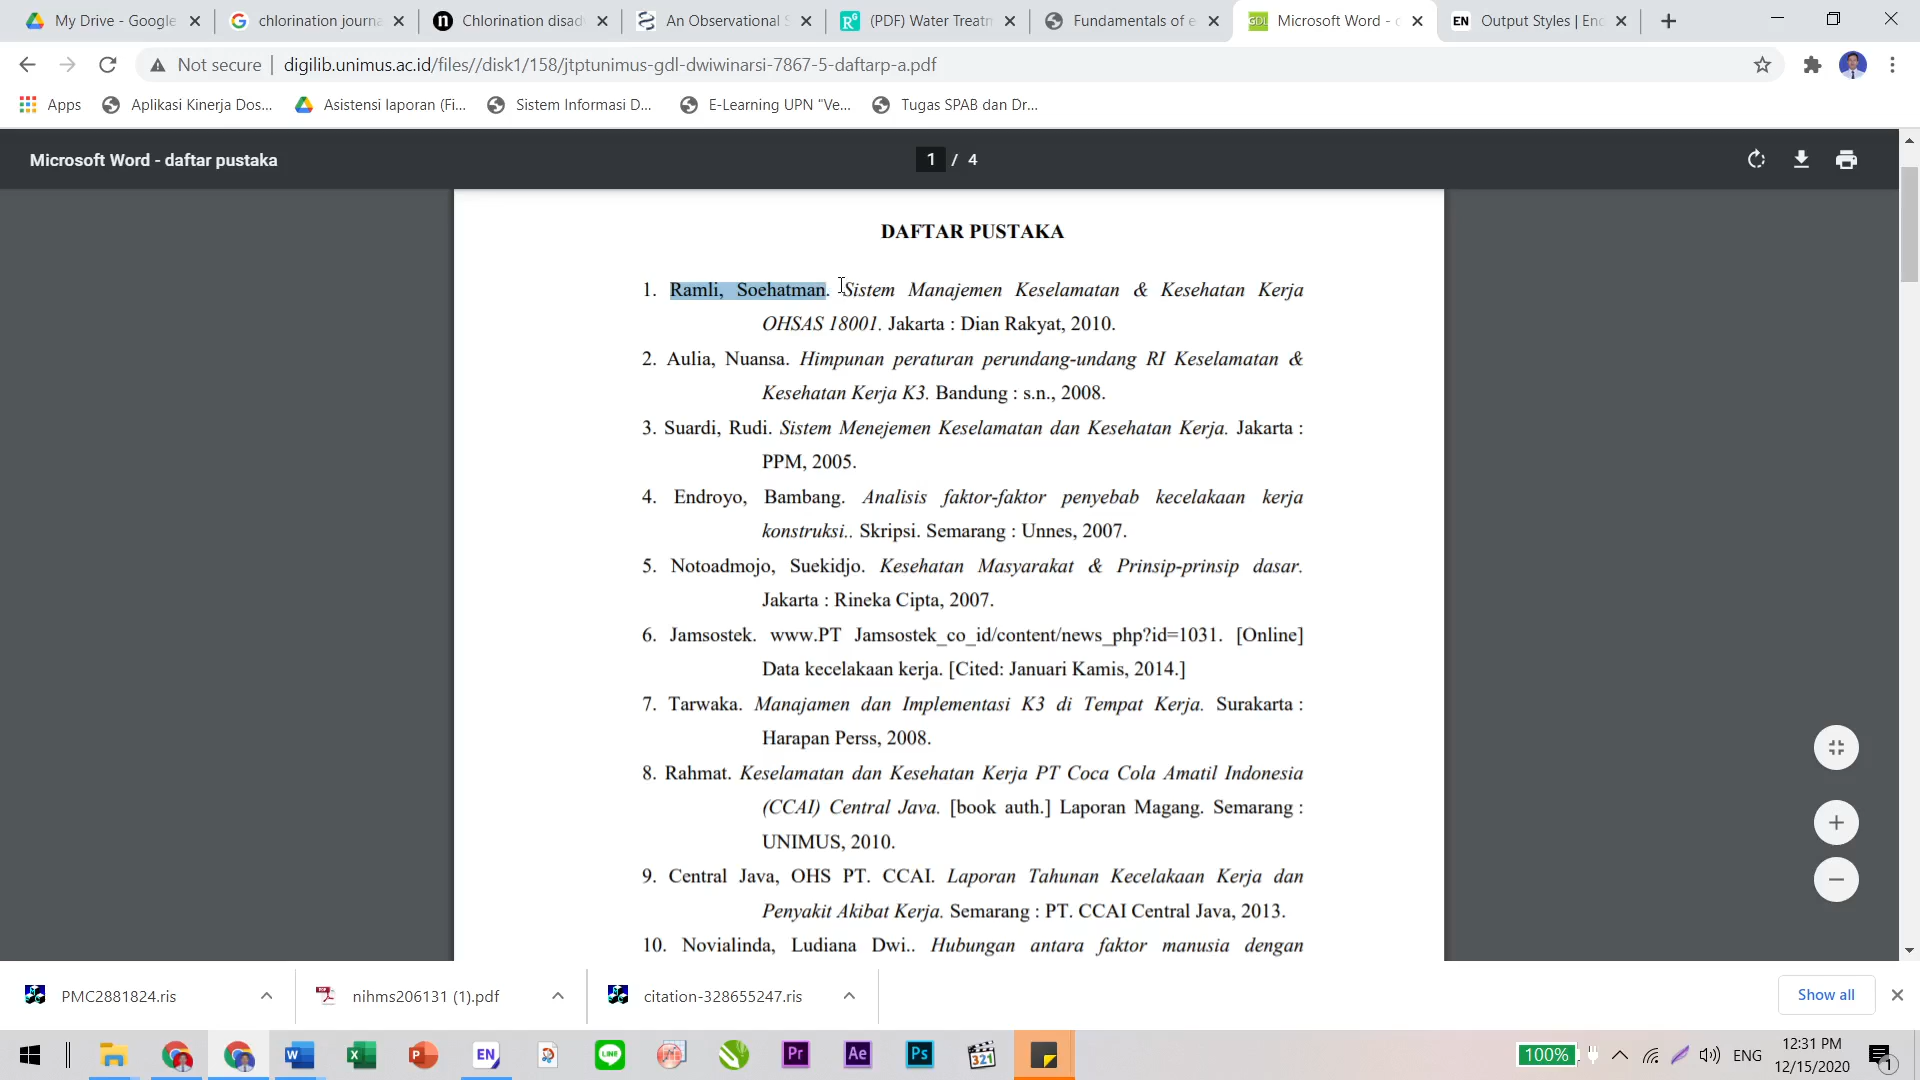 My Drive - Google
chlorination journa
Chlorination disad
An Observational S
(PDF) Water Treatm
Fundamentals of e
Microsoft Word - d
Output Styles | End
Not secure
digilib.unimus.ac.id/files//disk1/158/jtptunimus-gdl-dwiwinarsi-7867-5-daftarp-a.pdf
Apps
Aplikasi Kinerja Dos...
Asistensi laporan (Fi...
Sistem Informasi D...
E-Learning UPN "Ve...
Tugas SPAB dan Dr...
Microsoft Word - daftar pustaka
1 / 4
DAFTAR PUSTAKA
1. Ramli, Soehatman. Sistem Manajemen Keselamatan & Kesehatan Kerja
OHSAS 18001. Jakarta : Dian Rakyat, 2010.
2. Aulia, Nuansa. Himpunan peraturan perundang-undang RI Keselamatan &
Kesehatan Kerja K3. Bandung : s.n., 2008.
3. Suardi, Rudi. Sistem Menejemen Keselamatan dan Kesehatan Kerja. Jakarta :
PPM, 2005.
4. Endroyo, Bambang. Analisis faktor-faktor penyebab kecelakaan kerja
konstruksi.. Skripsi. Semarang : Unnes, 2007.
5. Notoadmojo, Suekidjo. Kesehatan Masyarakat & Prinsip-prinsip dasar.
Jakarta : Rineka Cipta, 2007.
6. Jamsostek. www.PT Jamsostek_co_id/content/news_php?id=1031. [Online]
Data kecelakaan kerja. [Cited: Januari Kamis, 2014.]
7. Tarwaka. Manajamen dan Implementasi K3 di Tempat Kerja. Surakarta :
Harapan Perss, 2008.
8. Rahmat. Keselamatan dan Kesehatan Kerja PT Coca Cola Amatil Indonesia
(CCAI) Central Java. [book auth.] Laporan Magang. Semarang :
UNIMUS, 2010.
9. Central Java, OHS PT. CCAI. Laporan Tahunan Kecelakaan Kerja dan
Penyakit Akibat Kerja. Semarang : PT. CCAI Central Java, 2013.
10. Novialinda, Ludiana Dwi.. Hubungan antara faktor manusia dengan
PMC2881824.ris
nihms206131 (1).pdf
citation-328655247.ris
Show all
100%
ENG
12:31 PM
12/15/2020
1